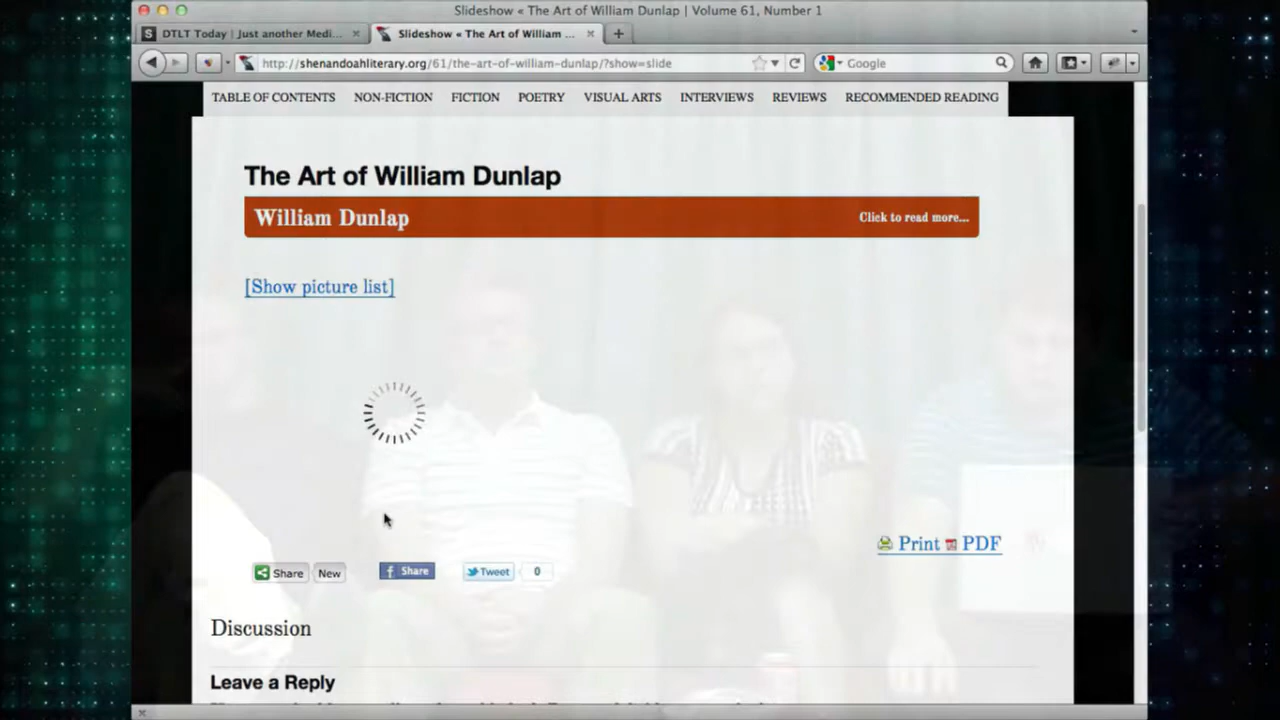 Slideshow « The Art of William Dunlap | Volume 61, Number 1
DTLT Today | Just another Medi...
Slideshow « The Art of William ...
http://shenandoahliterary.org/61/the-art-of-william-dunlap/?show=slide
Google
TABLE OF CONTENTS NON-FICTION FICTION POETRY VISUAL ARTS INTERVIEWS REVIEWS RECOMMENDED READING
The Art of William Dunlap
William Dunlap
Click to read more...
[Show picture list]
Print PDF
Share New
Share
Tweet 0
Discussion
Leave a Reply